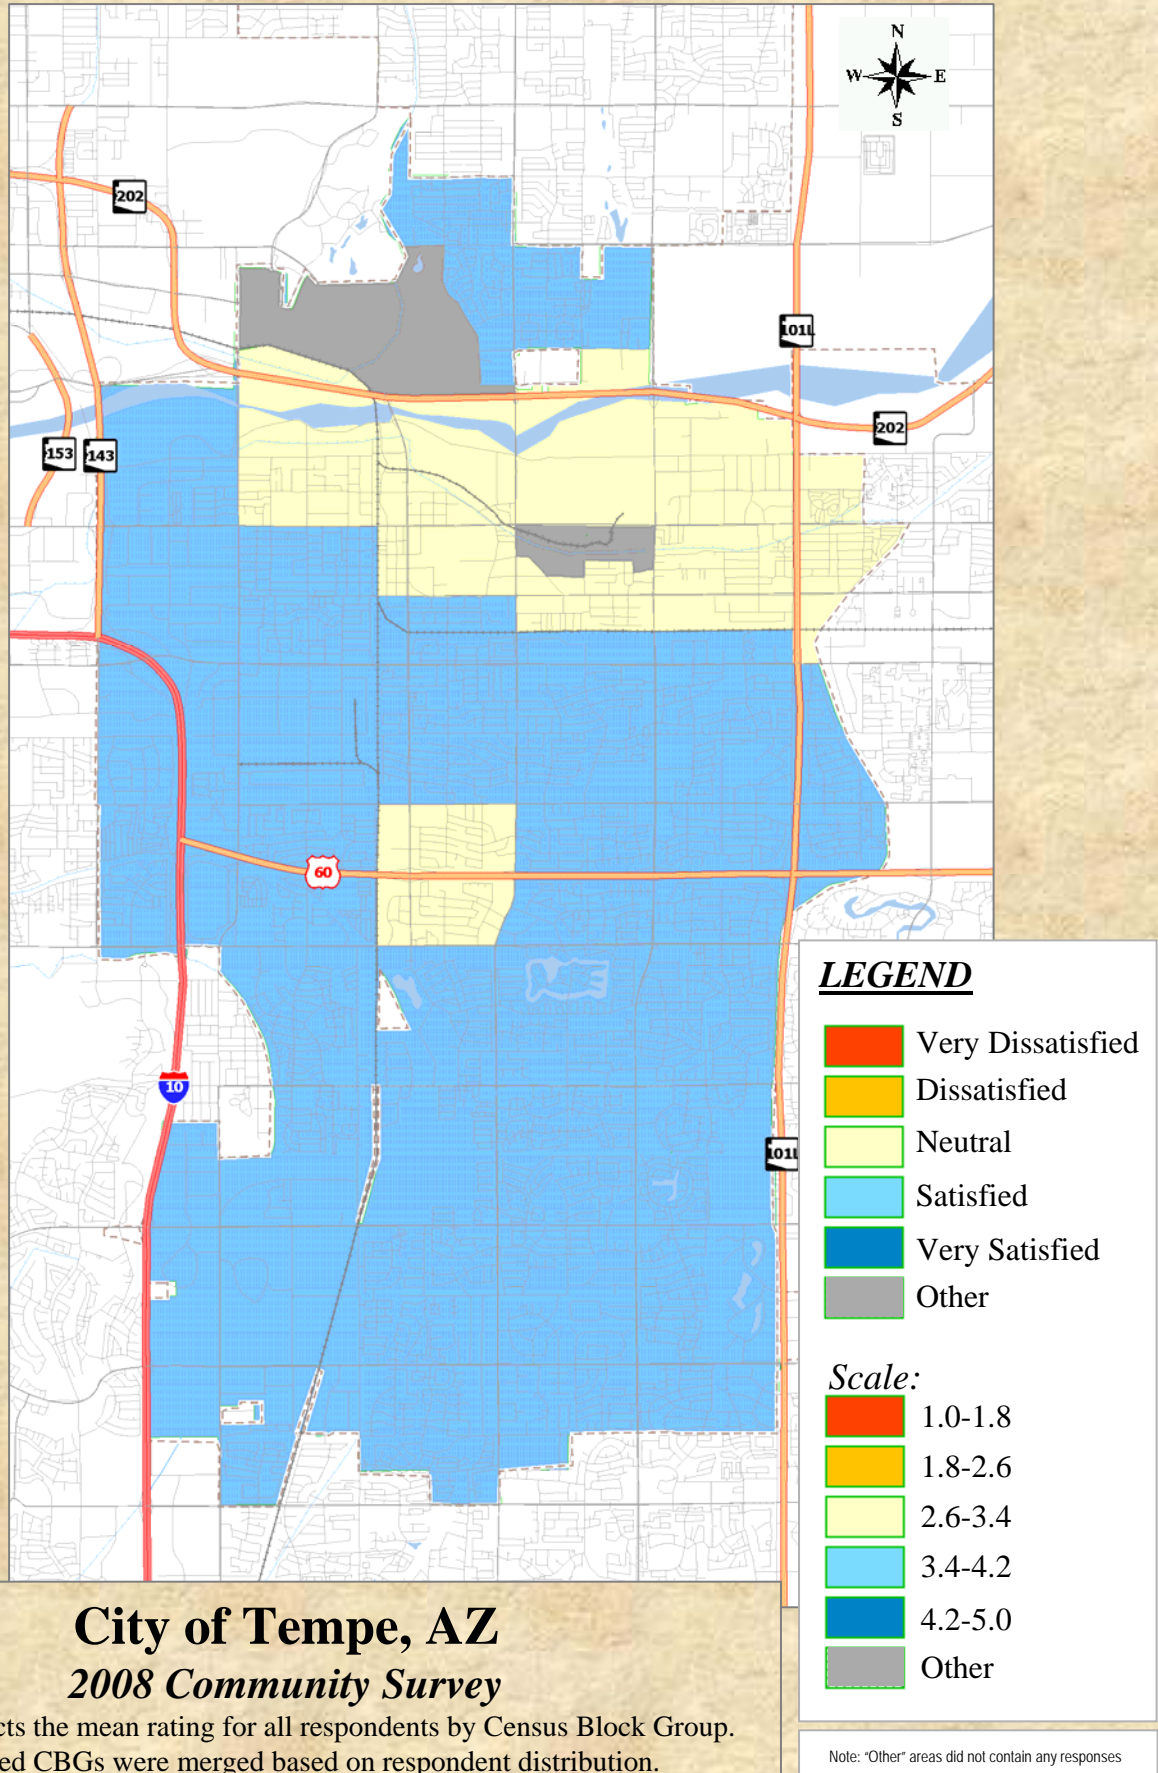 N
W E
S
202
101L
202
153
143
60
10
101L
LEGEND
Very Dissatisfied
Dissatisfied
Neutral
Satisfied
Very Satisfied
Other
Scale:
1.0-1.8
1.8-2.6
2.6-3.4
3.4-4.2
4.2-5.0
Other
City of Tempe, AZ
2008 Community Survey
the mean rating for all respondents by Census Block Group.
CBGs were merged based on respondent distribution.
Note: "Other" areas did not contain any responses